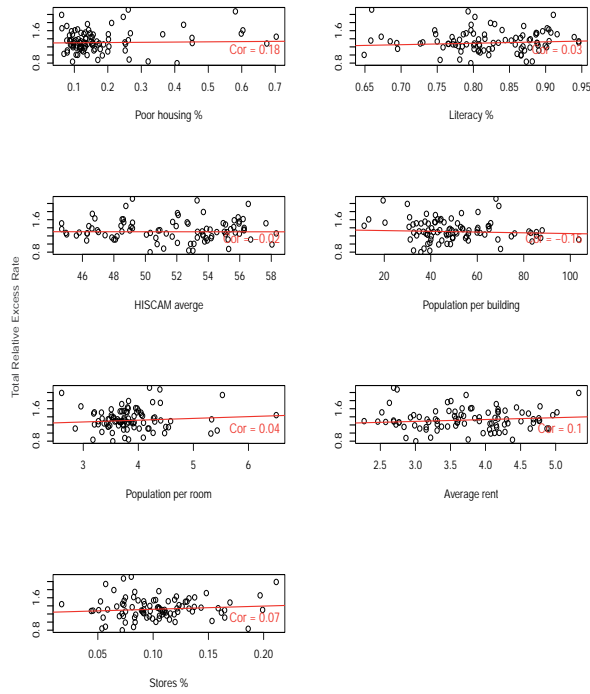 Total Relative Excess Rate
0.8 1.6
Cor = 0.18
0.1 0.2 0.3 0.4 0.5 0.6 0.7
Poor housing %
0.8 1.6
Cor = 0.03
0.65 0.70 0.75 0.80 0.85 0.90 0.95
Literacy %
0.8 1.6
Cor = −0.02
46 48 50 52 54 56 58
HISCAM averge
0.8 1.6
20 40 60 80 100
Population per building
0.8 1.6
Cor = 0.04
3 4 5 6
Population per room
0.8 1.6
Cor = 0.1
2.5 3.0 3.5 4.0 4.5 5.0
Average rent
0.8 1.6
Cor = 0.07
0.05 0.10 0.15 0.20
Stores %